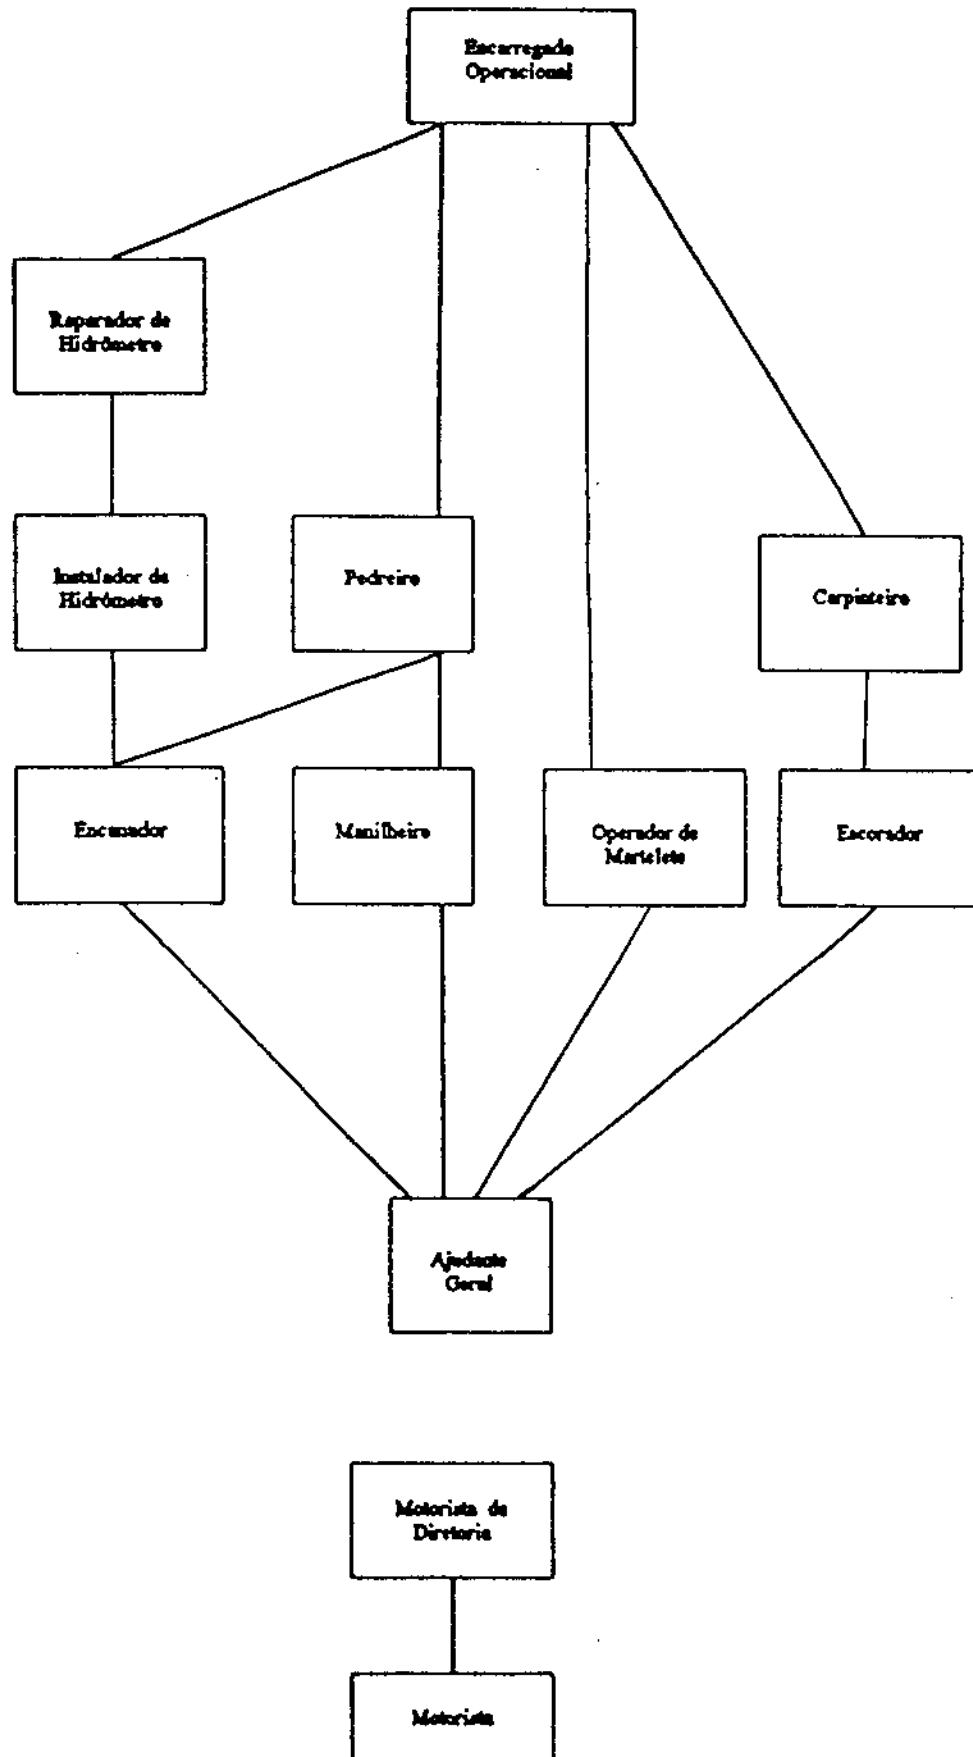 Encarregado
Operacional
Reparador de
Hidrômetro
Instalador de
Hidrômetro
Pedreiro
Carpinteiro
Encanador
Manilheiro
Operador de
Martelete
Escorador
Ajudante
Geral
Motorista de
Diretoria
Motorista